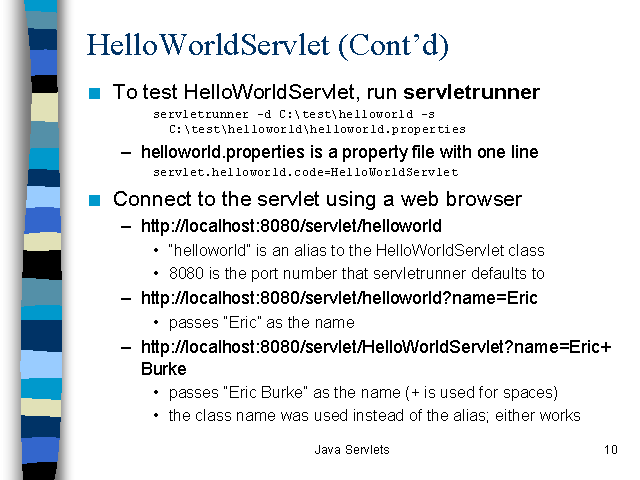 HelloWorldServlet (Cont’d)
To test HelloWorldServlet, run servletrunner
servletrunner -d C:\test\helloworld -s
C:\test\helloworld\helloworld.properties
– helloworld.properties is a property file with one line
servlet.helloworld.code=HelloWorldServlet
Connect to the servlet using a web browser
– http://localhost:8080/servlet/helloworld
• “helloworld” is an alias to the HelloWorldServlet class
• 8080 is the port number that servletrunner defaults to
– http://localhost:8080/servlet/helloworld?name=Eric
• passes “Eric” as the name
– http://localhost:8080/servlet/HelloWorldServlet?name=Eric+
Burke
• passes “Eric Burke” as the name (+ is used for spaces)
• the class name was used instead of the alias; either works
Java Servlets
10